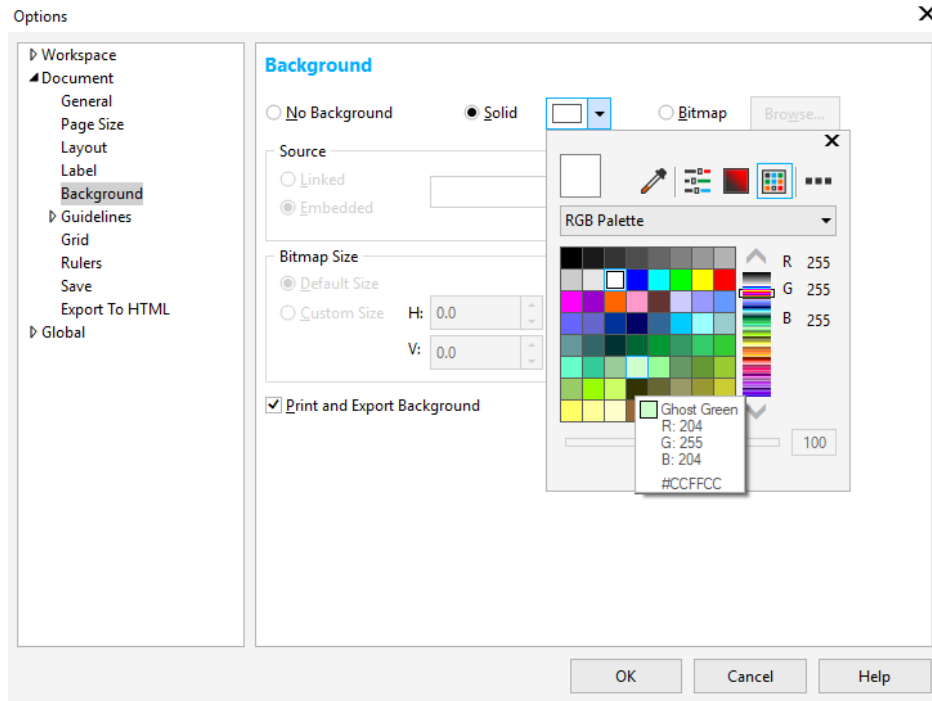 Options
Workspace
Document
General
Page Size
Layout
Label
Background
Guidelines
Grid
Rulers
Save
Export To HTML
Global
Background
No Background
Solid
Bitmap
Browse...
Source
Linked
Embedded
Bitmap Size
Default Size
Custom Size
H: 0.0
V: 0.0
Print and Export Background
RGB Palette
R 255
G 255
B 255
100
Ghost Green
R: 204
G: 255
B: 204
#CCFFCC
OK
Cancel
Help